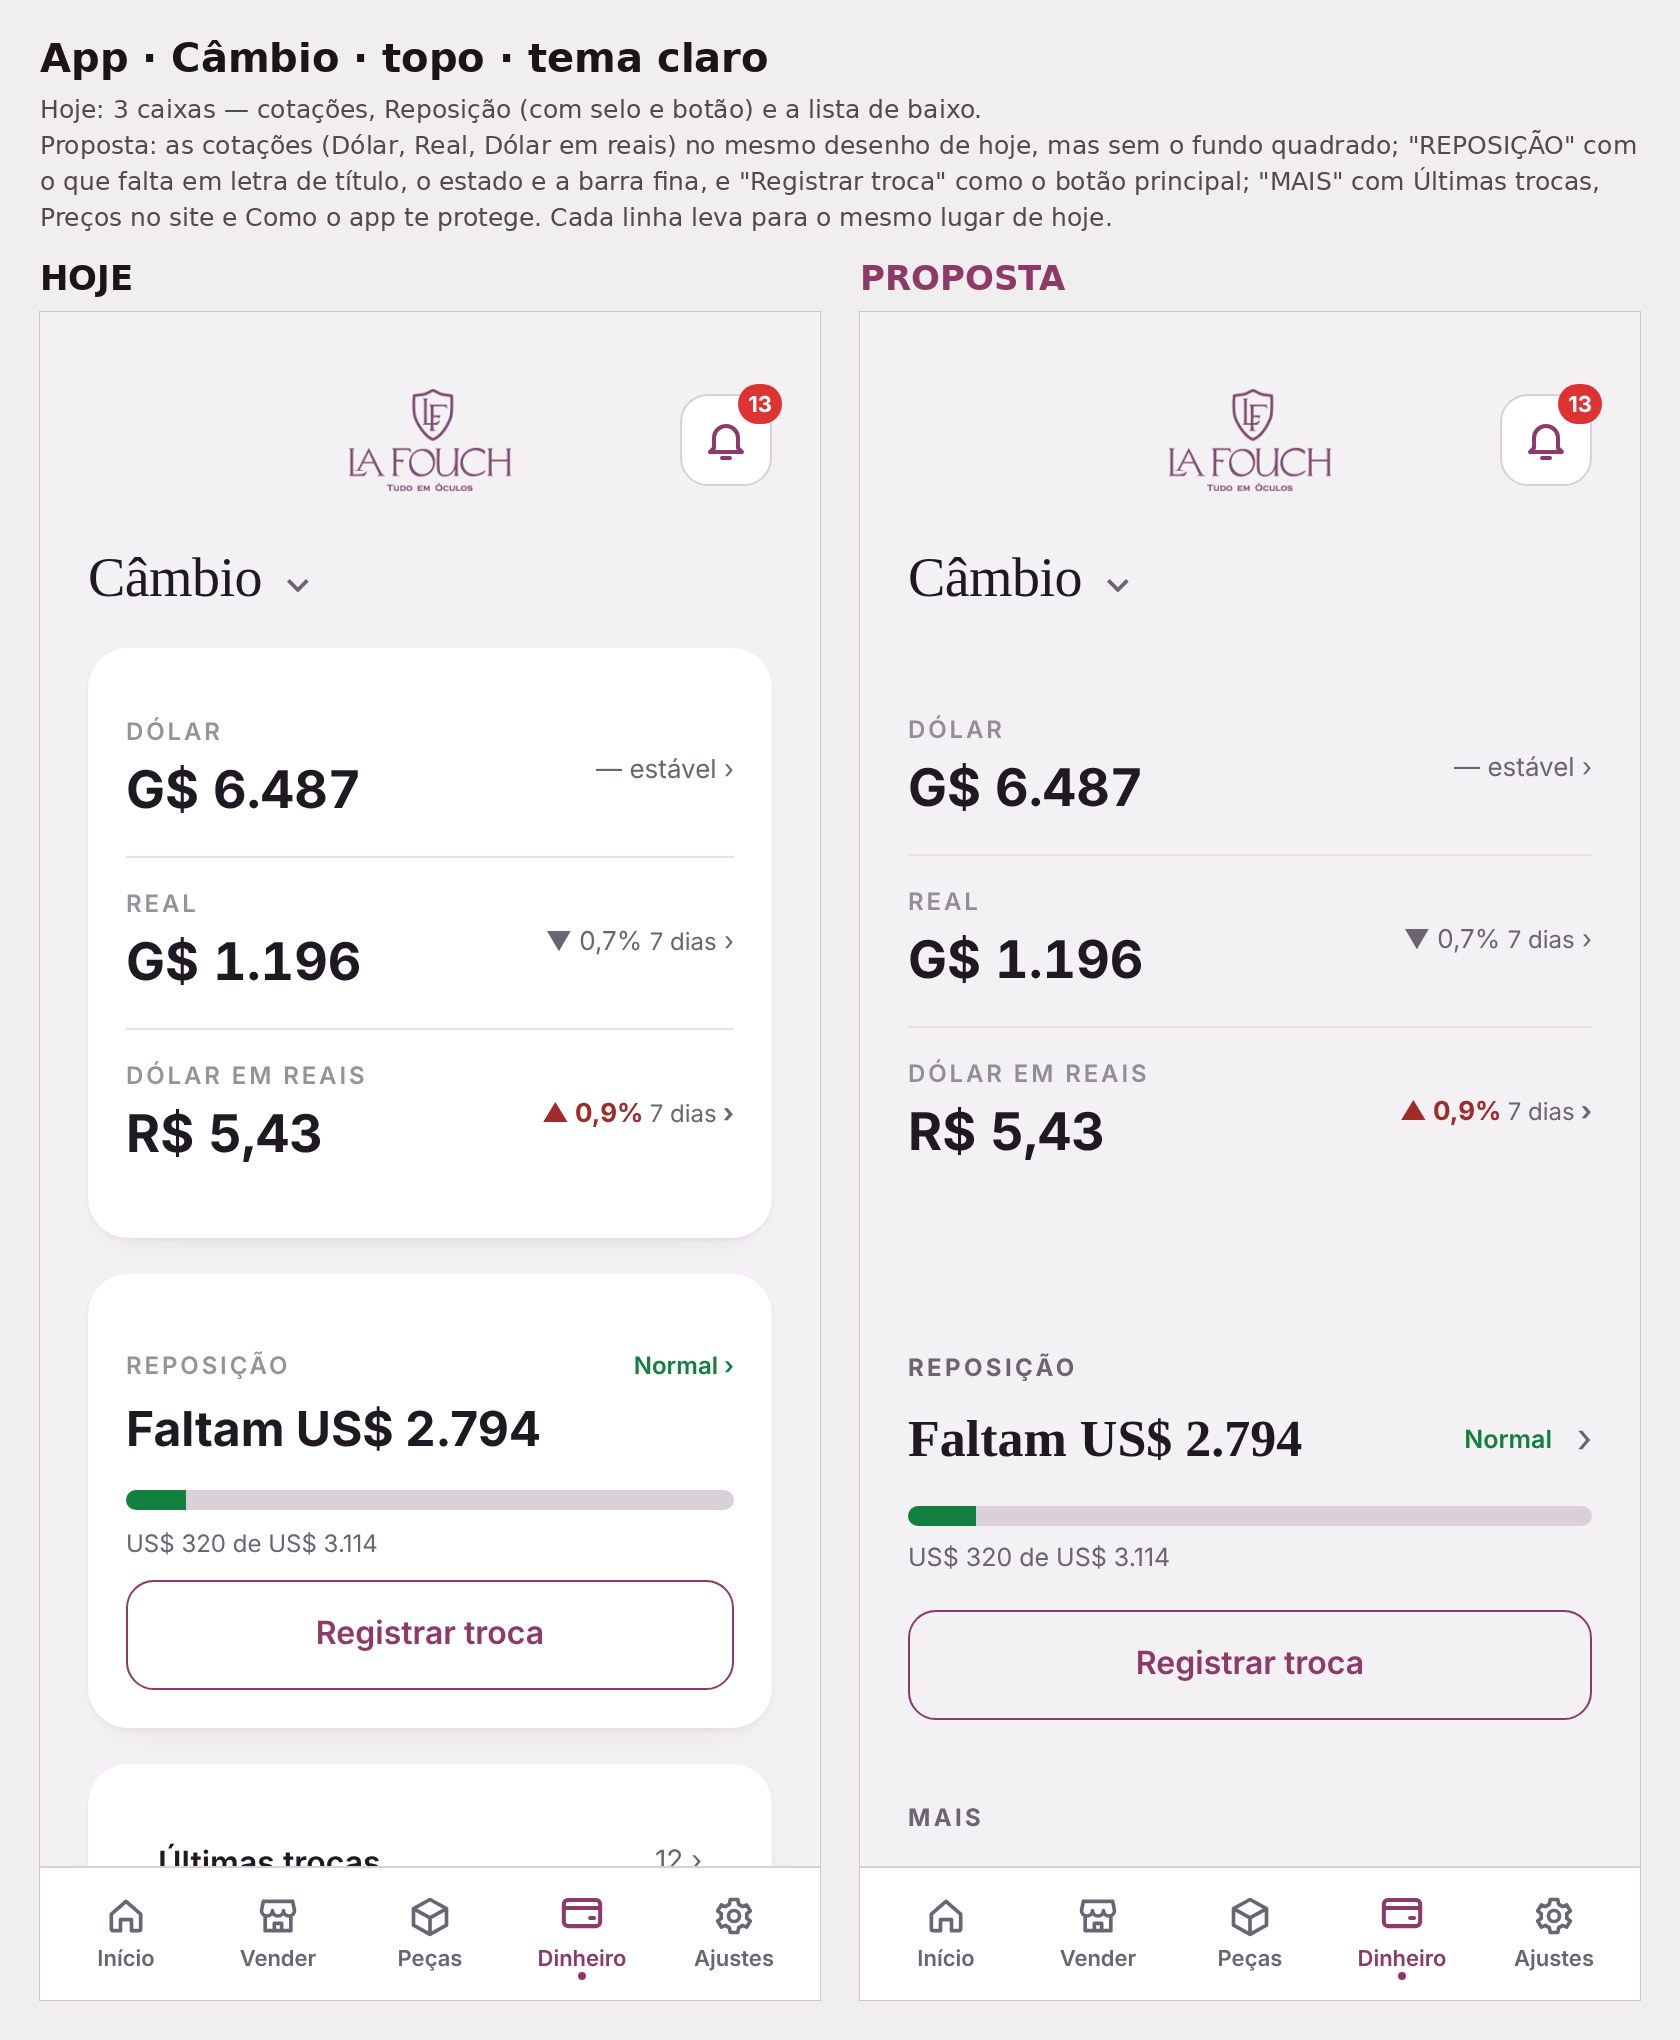 App · Câmbio · topo · tema claro
Hoje: 3 caixas — cotações, Reposição (com selo e botão) e a lista de baixo.
Proposta: as cotações (Dólar, Real, Dólar em reais) no mesmo desenho de hoje, mas sem o fundo quadrado; "REPOSIÇÃO" com
o que falta em letra de título, o estado e a barra fina, e "Registrar troca" como o botão principal; "MAIS" com Últimas trocas,
Preços no site e Como o app te protege. Cada linha leva para o mesmo lugar de hoje.
HOJE
LF
LA FOUCH
TUDO EM ÓCULOS
13
Câmbio
DÓLAR
G$ 6.487
— estável ›
REAL
G$ 1.196
▼ 0,7% 7 dias ›
DÓLAR EM REAIS
R$ 5,43
▲ 0,9% 7 dias ›
REPOSIÇÃO
Normal ›
Faltam US$ 2.794
US$ 320 de US$ 3.114
Registrar troca
Últimas trocas
12 ›
Início
Vender
Peças
Dinheiro
Ajustes
PROPOSTA
LF
LA FOUCH
TUDO EM ÓCULOS
13
Câmbio
DÓLAR
G$ 6.487
— estável ›
REAL
G$ 1.196
▼ 0,7% 7 dias ›
DÓLAR EM REAIS
R$ 5,43
▲ 0,9% 7 dias ›
REPOSIÇÃO
Faltam US$ 2.794
Normal ›
US$ 320 de US$ 3.114
Registrar troca
MAIS
Início
Vender
Peças
Dinheiro
Ajustes